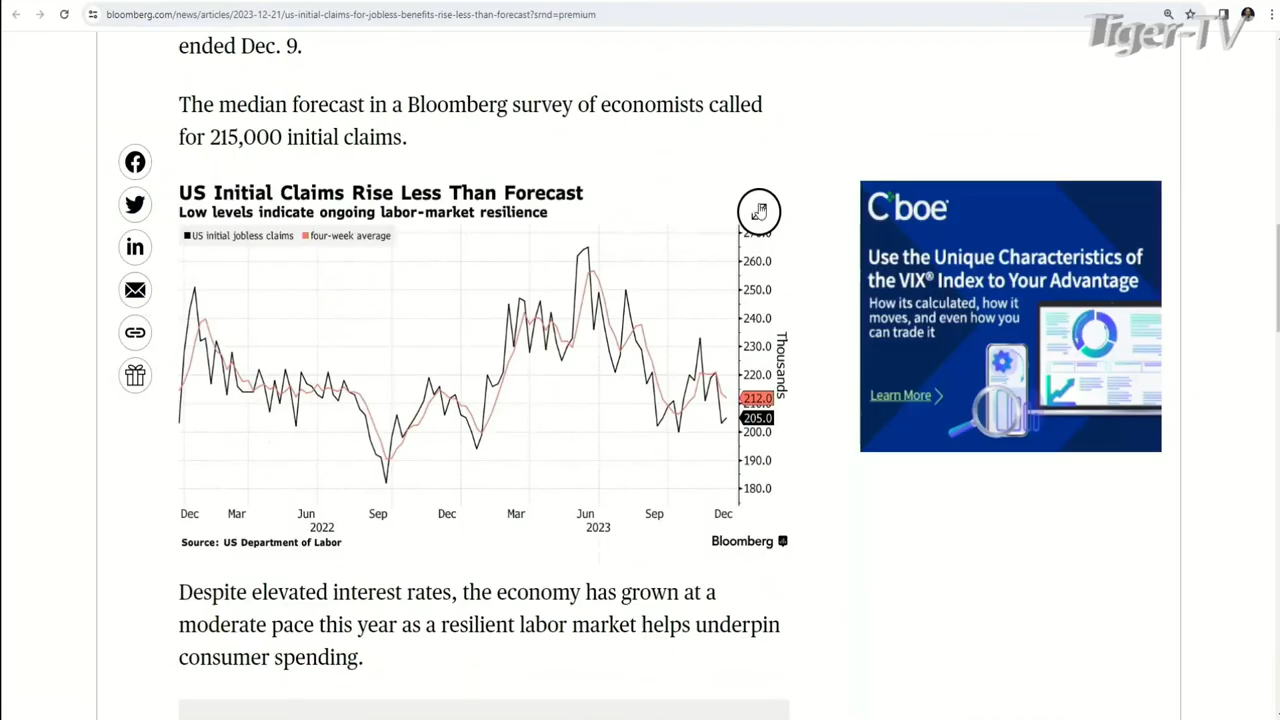 bloomberg.com/news/articles/2023-12-21/us-initial-claims-for-jobless-benefits-rise-less-than-forecast?srnd=premium
Tiger-TV
ended Dec. 9.
The median forecast in a Bloomberg survey of economists called
for 215,000 initial claims.
US Initial Claims Rise Less Than Forecast
Low levels indicate ongoing labor-market resilience
US initial jobless claims four-week average
270.0
260.0
250.0
240.0
230.0
220.0
212.0
205.0
200.0
190.0
180.0
Thousands
Dec Mar Jun Sep Dec Mar Jun Sep Dec
2022 2023
Source: US Department of Labor
Bloomberg
Cboe
Use the Unique Characteristics of
the VIX® Index to Your Advantage
How its calculated, how it
moves, and even how you
can trade it
Learn More
Despite elevated interest rates, the economy has grown at a
moderate pace this year as a resilient labor market helps underpin
consumer spending.